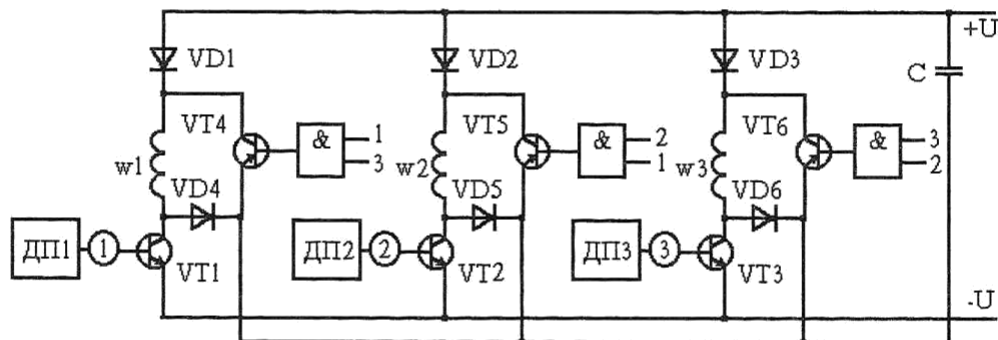 +U
VD1 VD2 VD3
C
VT4 & 1 VT5 & 2 VT6 & 3
3 1 2
w1 w2 w3
VD4 VD5 VD6
ДП1 1 ДП2 2 ДП3 3
VT1 VT2 VT3
-U